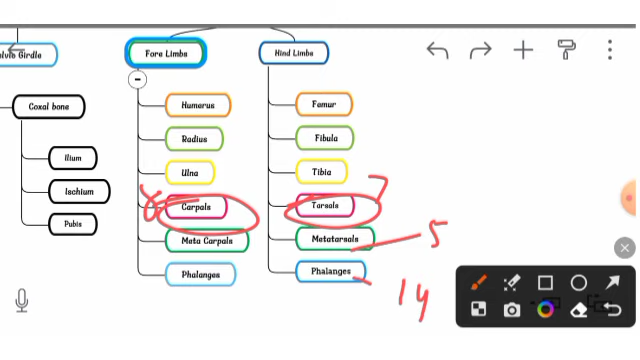 lvic Girdle
Fore Limbs
Hind Limbs
Coxal bone
Ilium
Ischium
Pubis
Humerus
Radius
Ulna
8
Carpals
Meta Carpals
Phalanges
Femur
Fibula
Tibia
Tarsals
7
Metatarsals
5
Phalanges
14